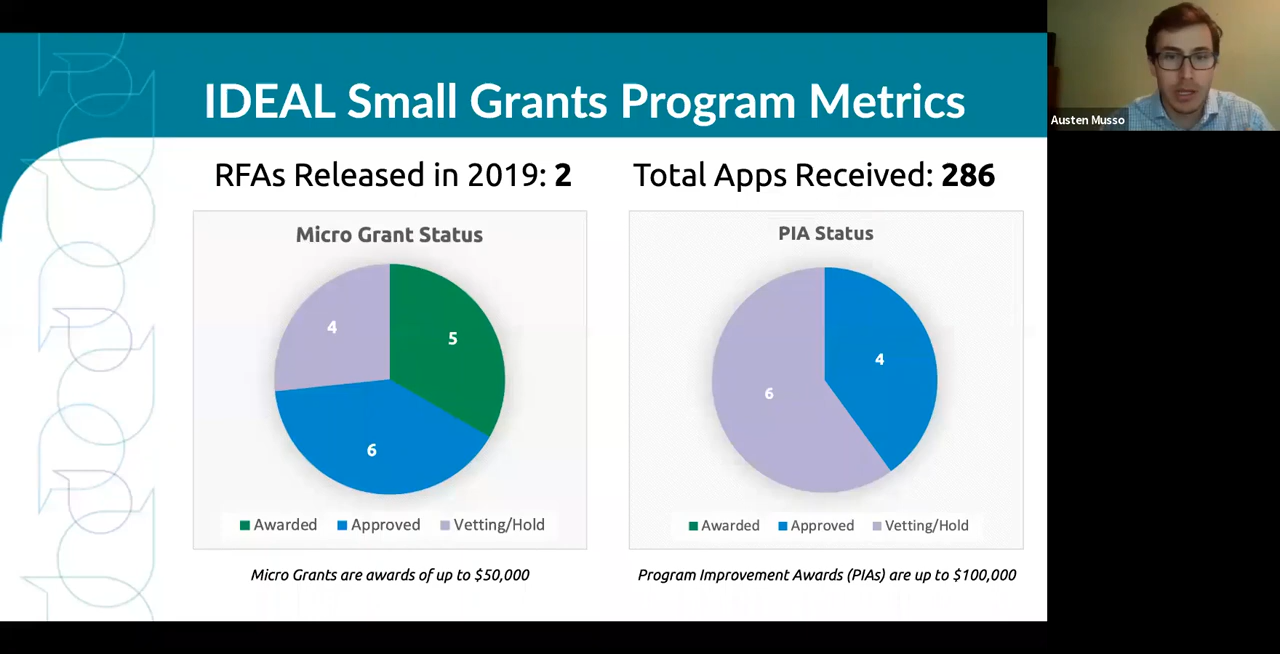 IDEAL Small Grants Program Metrics
Austen Musso
RFAs Released in 2019: 2
Total Apps Received: 286
Micro Grant Status
4
5
6
Awarded
Approved
Vetting/Hold
Micro Grants are awards of up to $50,000
PIA Status
4
6
Awarded
Approved
Vetting/Hold
Program Improvement Awards (PIAs) are up to $100,000